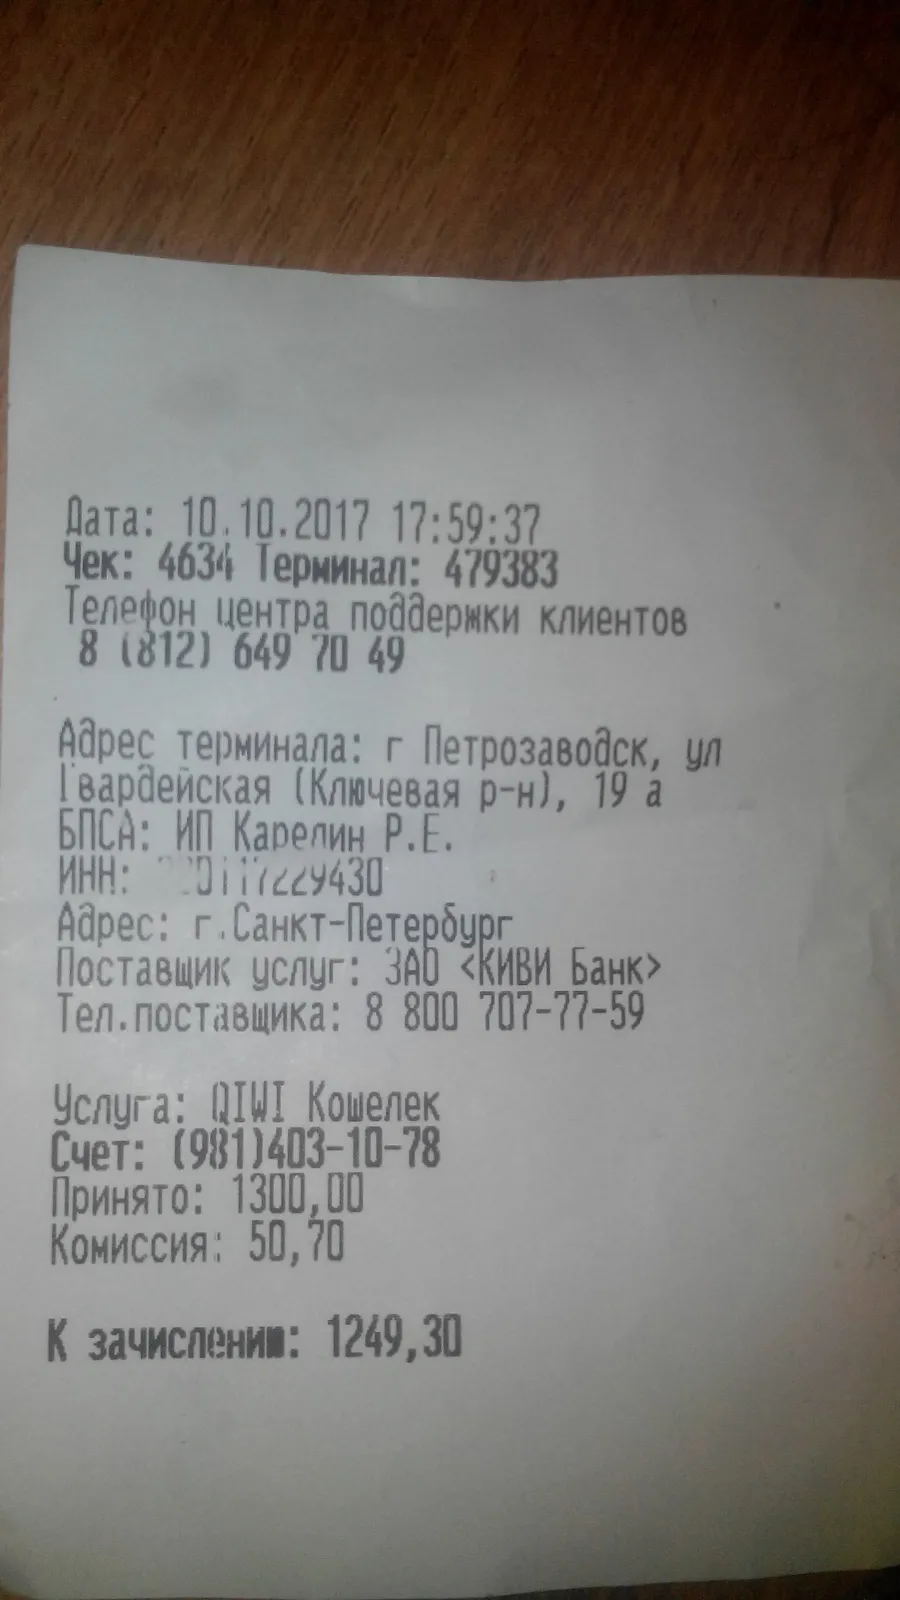 Дата: 10.10.2017 17:59:37
Чек: 4634 Терминал: 479383
Телефон центра поддержки клиентов
8 (812) 649 70 49
Адрес терминала: г Петрозаводск, ул
Гвардейская (Ключевая р-н), 19 а
БПСА: ИП Карелин Р.Е.
ИНН:
Адрес: г.Санкт-Петербург
Поставщик услуг: ЗАО <КИВИ Банк>
Тел.поставщика: 8 800 707-77-59
Услуга: QIWI Кошелек
Счет: (981)403-10-78
Принято: 1300,00
Комиссия: 50,70
К зачислению: 1249,30